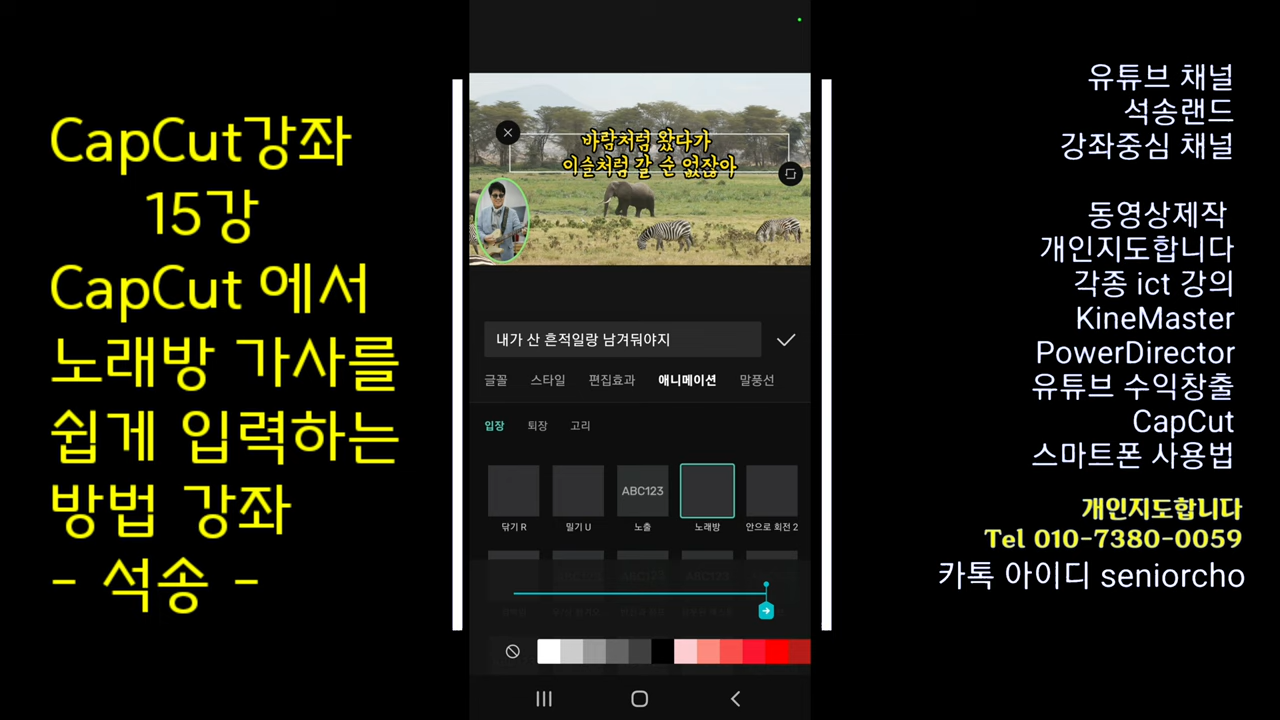 CapCut강좌
15강
CapCut 에서
노래방 가사를
쉽게 입력하는
방법 강좌
- 석송 -
바람처럼 왔다가
이슬처럼 갈 순 없잖아
내가 산 흔적일랑 남겨둬야지
글꼴 스타일 편집효과 애니메이션 말풍선
입장 퇴장 고리
ABC123
닦기 R 밀기 U 노출 노래방 안으로 회전 2
유튜브 채널
석송랜드
강좌중심 채널
동영상제작
개인지도합니다
각종 ict 강의
KineMaster
PowerDirector
유튜브 수익창출
CapCut
스마트폰 사용법
개인지도합니다
Tel 010-7380-0059
카톡 아이디 seniorcho